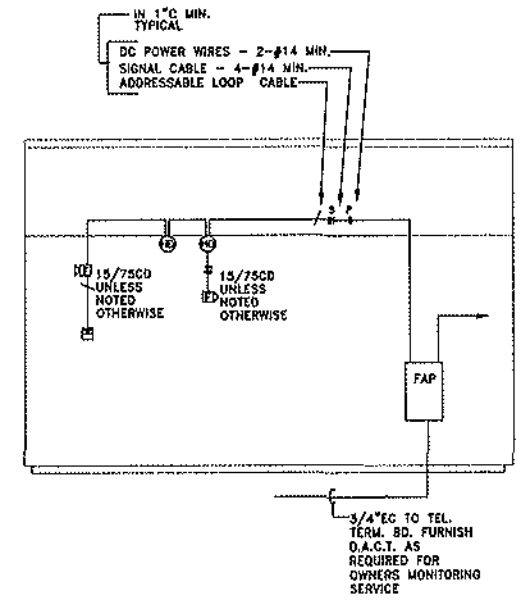 IN 1"C MIN.
TYPICAL
DC POWER WIRES - 2-#14 MIN.
SIGNAL CABLE - 4-#14 MIN.
ADDRESSABLE LOOP CABLE
S P
15/75CD
UNLESS
NOTED
OTHERWISE
15/75CD
UNLESS
NOTED
OTHERWISE
FAP
3/4"EC TO TEL.
TERM. BD. FURNISH
D.A.C.T. AS
REQUIRED FOR
OWNERS MONITORING
SERVICE